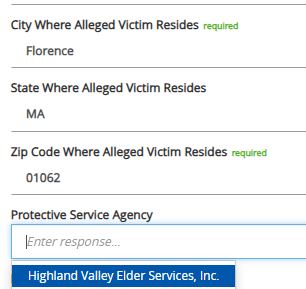 City Where Alleged Victim Resides required
Florence
State Where Alleged Victim Resides
MA
Zip Code Where Alleged Victim Resides required
01062
Protective Service Agency
Enter response...
Highland Valley Elder Services, Inc.